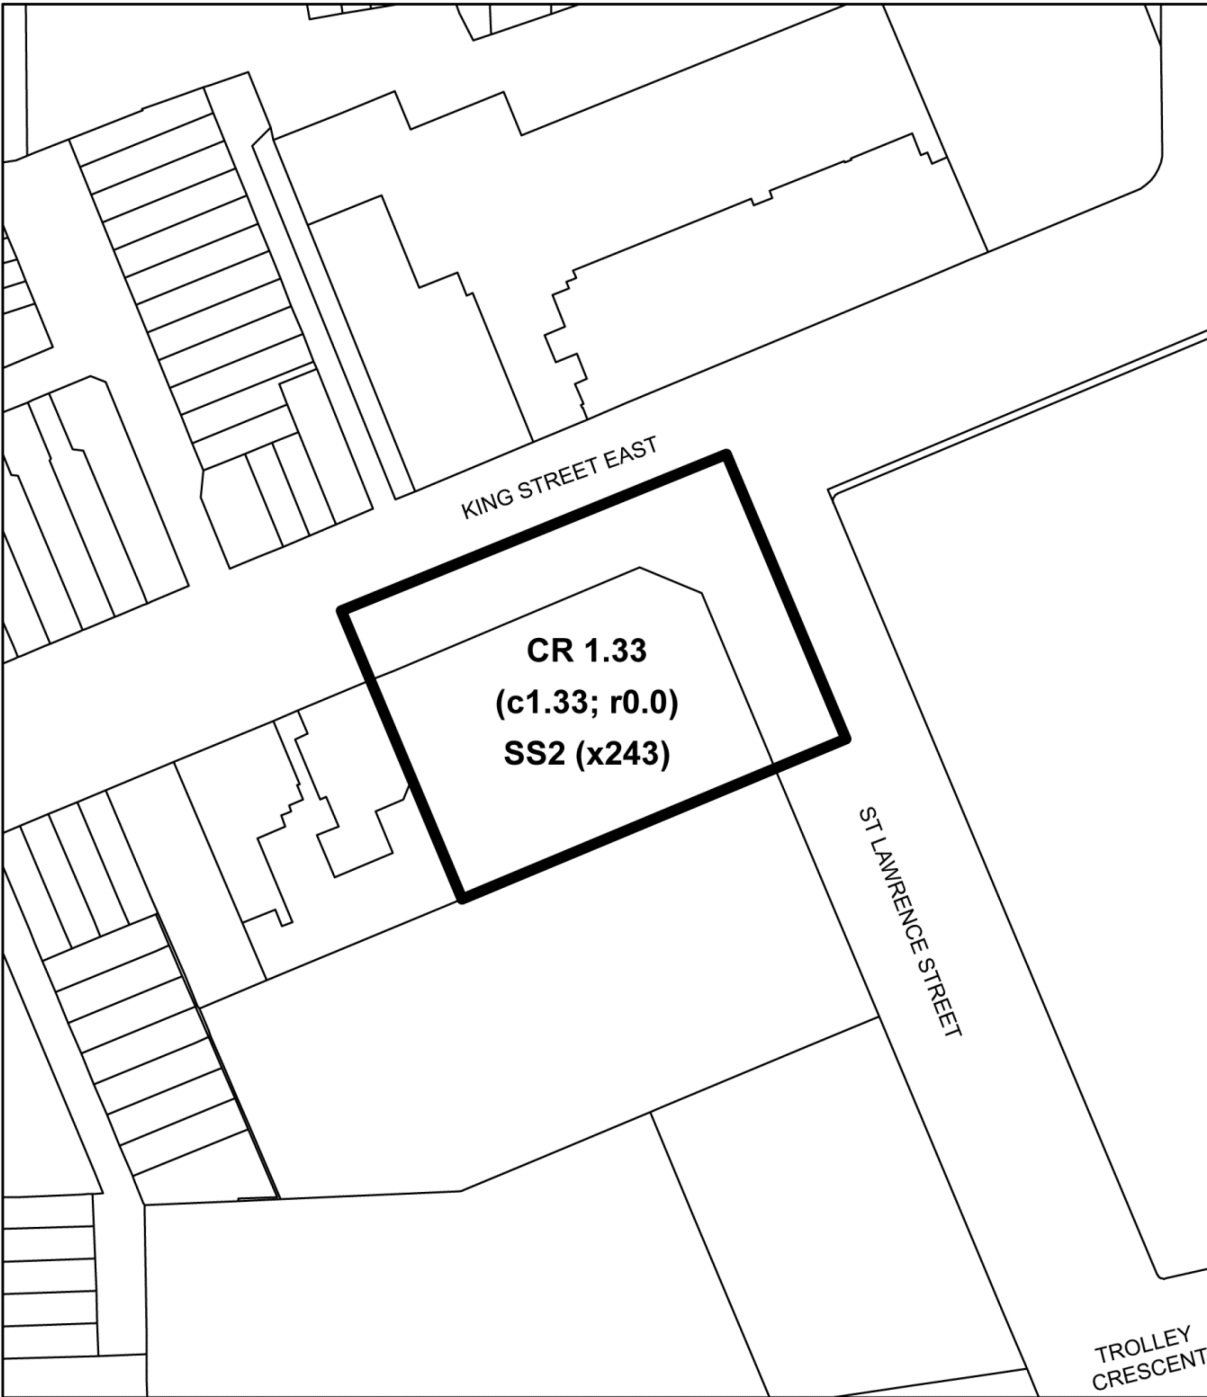 KING STREET EAST
CR 1.33
(c1.33; r0.0)
SS2 (x243)
ST LAWRENCE STREET
TROLLEY
CRESCENT